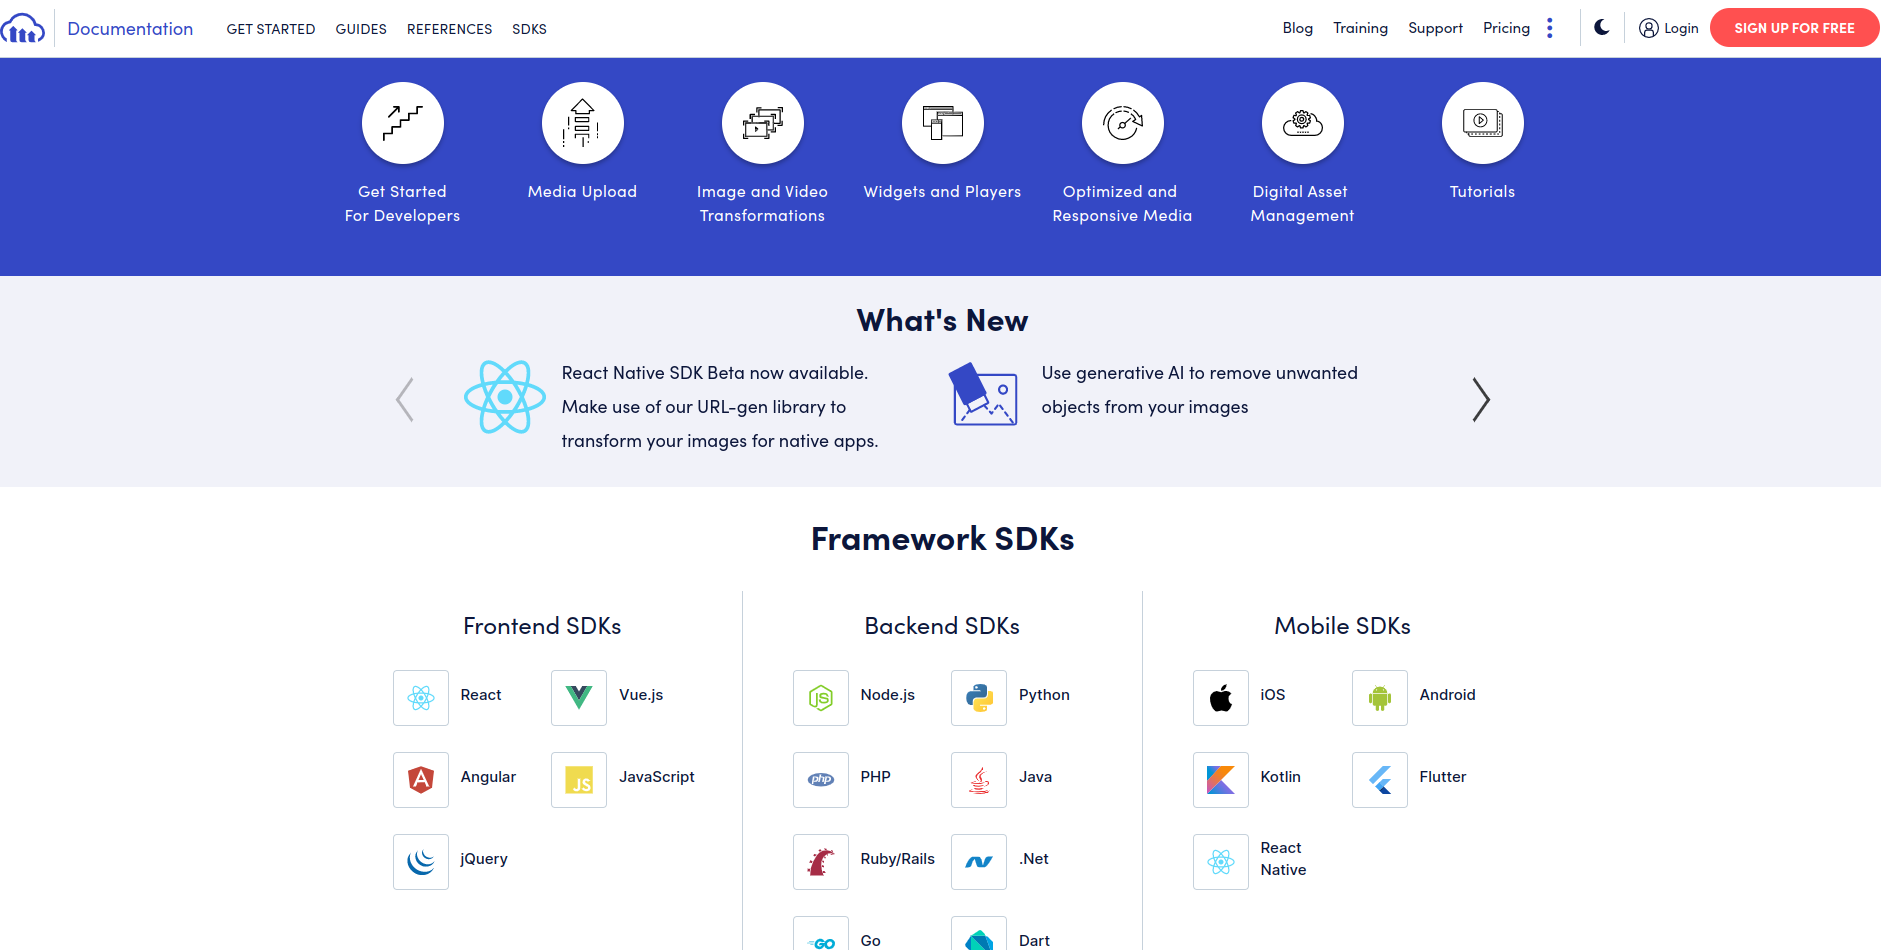 Documentation
GET STARTED
GUIDES
REFERENCES
SDKS
Blog
Training
Support
Pricing
Login
SIGN UP FOR FREE
Get Started
For Developers
Media Upload
Image and Video
Transformations
Widgets and Players
Optimized and
Responsive Media
Digital Asset
Management
Tutorials
What's New
React Native SDK Beta now available.
Make use of our URL-gen library to
transform your images for native apps.
Use generative AI to remove unwanted
objects from your images
Framework SDKs
Frontend SDKs
React
Vue.js
Angular
JS
JavaScript
jQuery
Backend SDKs
JS
Node.js
Python
php
PHP
Java
Ruby/Rails
.Net
GO
Go
Dart
Mobile SDKs
iOS
Android
Kotlin
Flutter
React
Native